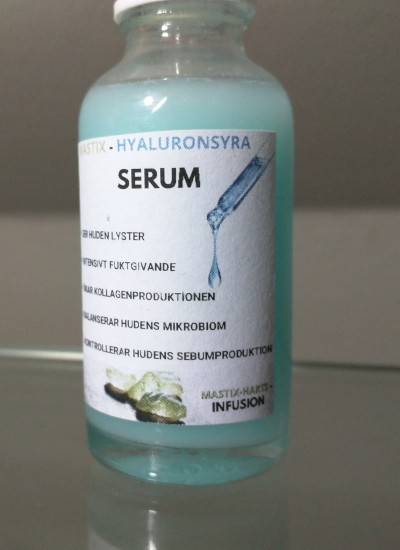 - HYALURONSYRA
SERUM
HUDEN LYSTER
FUKTGIVANDE
KOLLAGENPRODUKTIONEN
HUDENS MIKROBIOM
KONTROLLERAR HUDENS SEBUMPRODUKTION
MASTIX-HARTS -
INFUSION